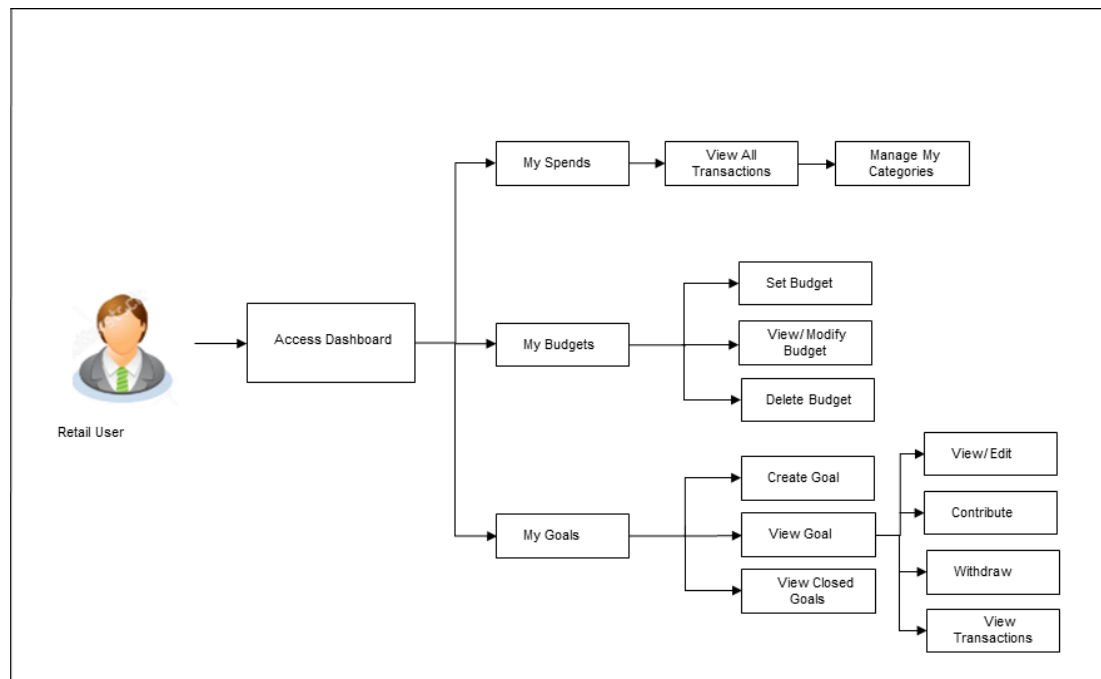 My Spends
View All
Transactions
Manage My
Categories
Set Budget
Access Dashboard
My Budgets
View/Modify
Budget
Delete Budget
Retail User
Create Goal
View/Edit
My Goals
View Goal
Contribute
View Closed
Goals
Withdraw
View
Transactions